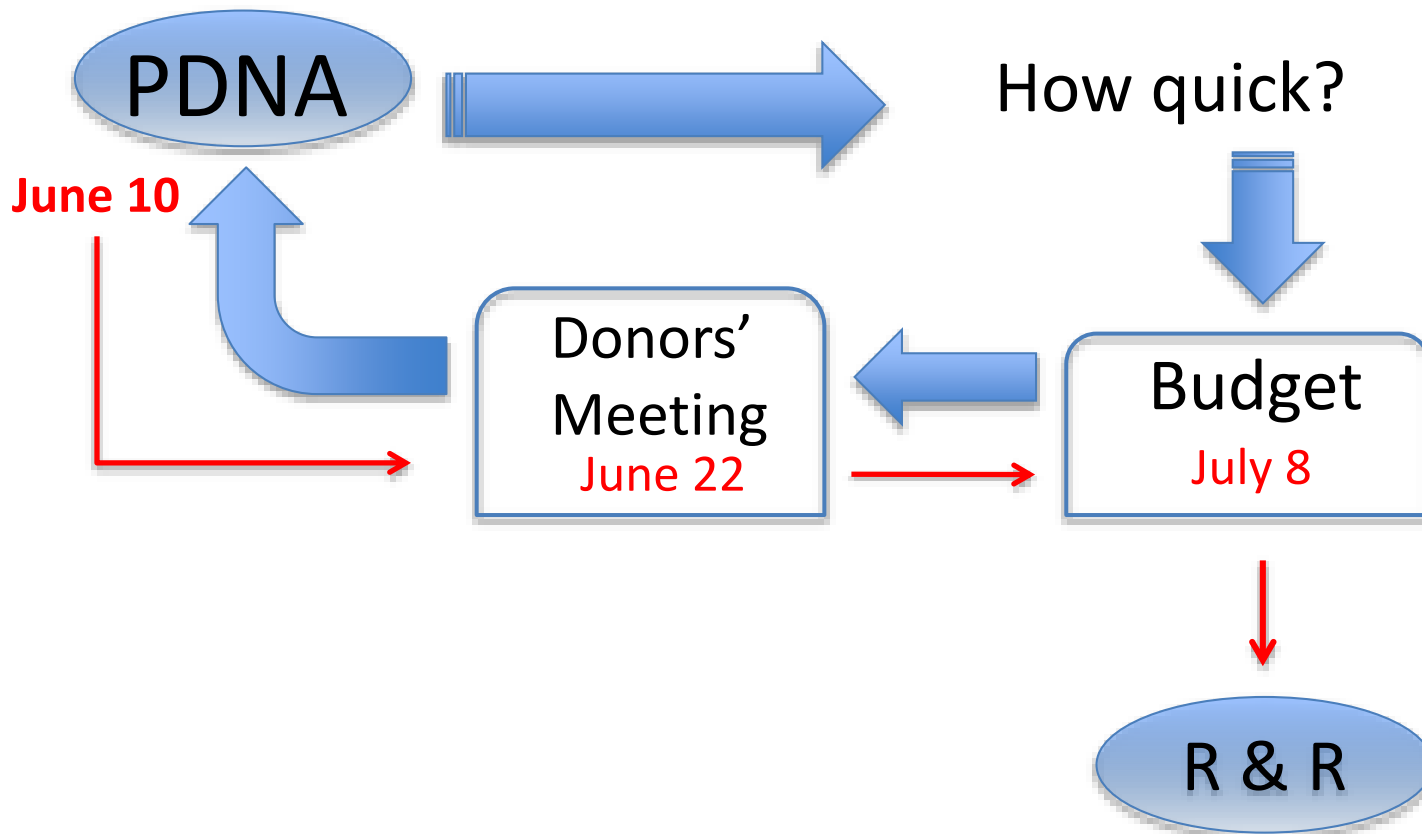 PDNA
How quick?
June 10
Donors’
Meeting
June 22
Budget
July 8
R & R